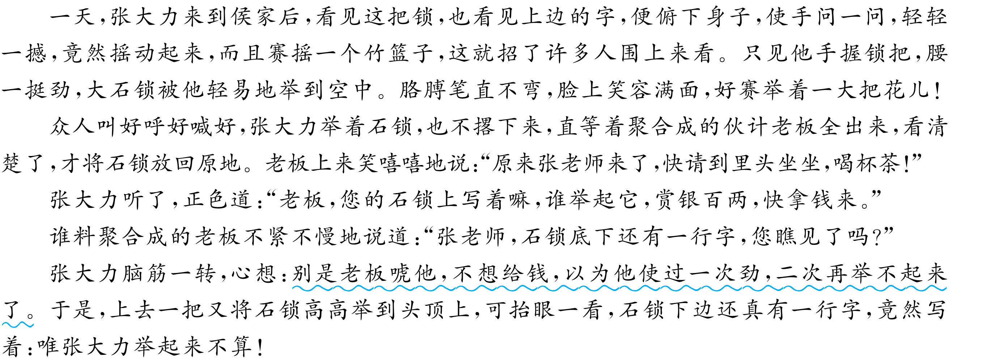 一天,张大力来到侯家后,看见这把锁,也看见上边的字,便俯下身子,使手问一问,轻轻
一撼,竟然摇动起来,而且赛摇一个竹篮子,这就招了许多人围上来看。只见他手握锁把,腰
一挺劲,大石锁被他轻易地举到空中。胳膊笔直不弯,脸上笑容满面,好赛举着一大把花儿!
众人叫好呼好喊好,张大力举着石锁,也不撂下来,直等着聚合成的伙计老板全出来,看清
楚了,才将石锁放回原地。老板上来笑嘻嘻地说:“原来张老师来了,快请到里头坐坐,喝杯茶!”
张大力听了,正色道:“老板,您的石锁上写着嘛,谁举起它,赏银百两,快拿钱来。”
谁料聚合成的老板不紧不慢地说道:“张老师,石锁底下还有一行字,您瞧见了吗?”
张大力脑筋一转,心想:别是老板唬他,不想给钱,以为他使过一次劲,二次再举不起来
了。于是,上去一把又将石锁高高举到头顶上,可抬眼一看,石锁下边还真有一行字,竟然写
着:唯张大力举起来不算!